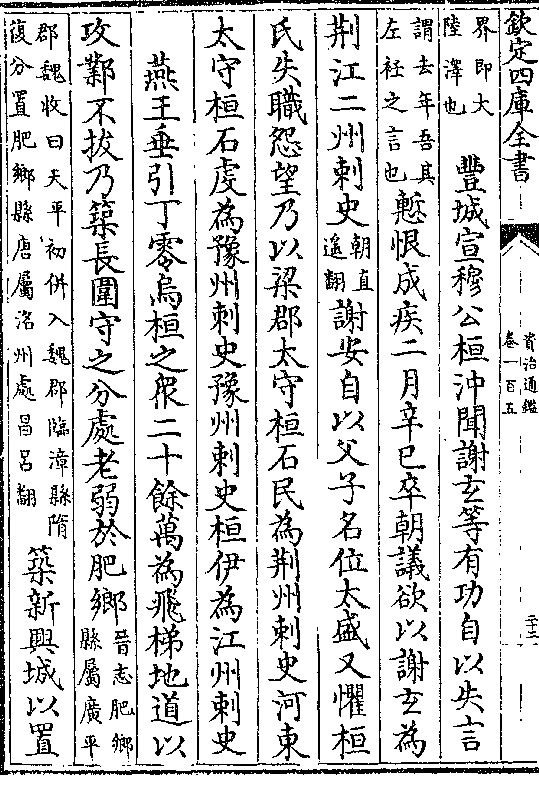 欽定四庫全書
資治通鑑
卷一百五
二十三
界即大
陸澤也
豐城宣穆公桓沖聞謝玄等有功自以失言
謂去年吾其
左衽之言也
慙恨成疾二月辛巳卒朝議欲以謝玄為
荆江二州刺史
朝直
遥翻
謝安自以父子名位太盛又懼桓
氏失職怨望乃以梁郡太守桓石民為荆州刺史河東
太守桓石䖍為豫州刺史豫州刺史桓伊為江州刺史
燕王垂引丁零烏桓之衆二十餘萬為飛梯地道以
攻鄴不拔乃築長圍守之分處老弱於肥鄉
晉志肥鄉
縣屬廣平
郡魏收曰天平初併入魏郡臨漳縣隋
復分置肥鄉縣唐屬洺州處昌呂翻
築新興城以置